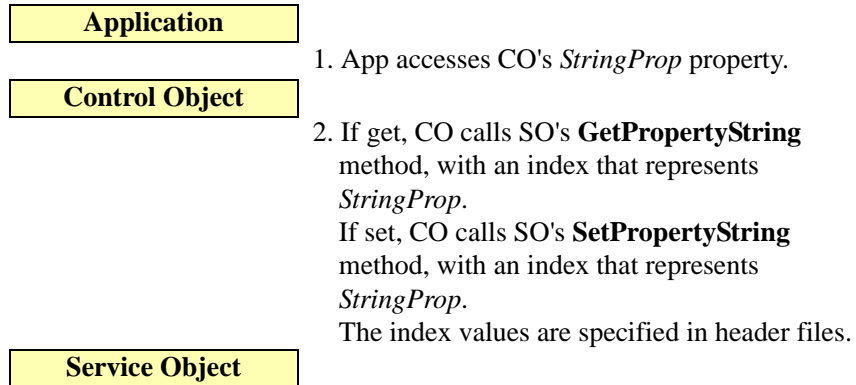 Application
1. App accesses CO's StringProp property.
Control Object
2. If get, CO calls SO's GetPropertyString
method, with an index that represents
StringProp.
If set, CO calls SO's SetPropertyString
method, with an index that represents
StringProp.
The index values are specified in header files.
Service Object